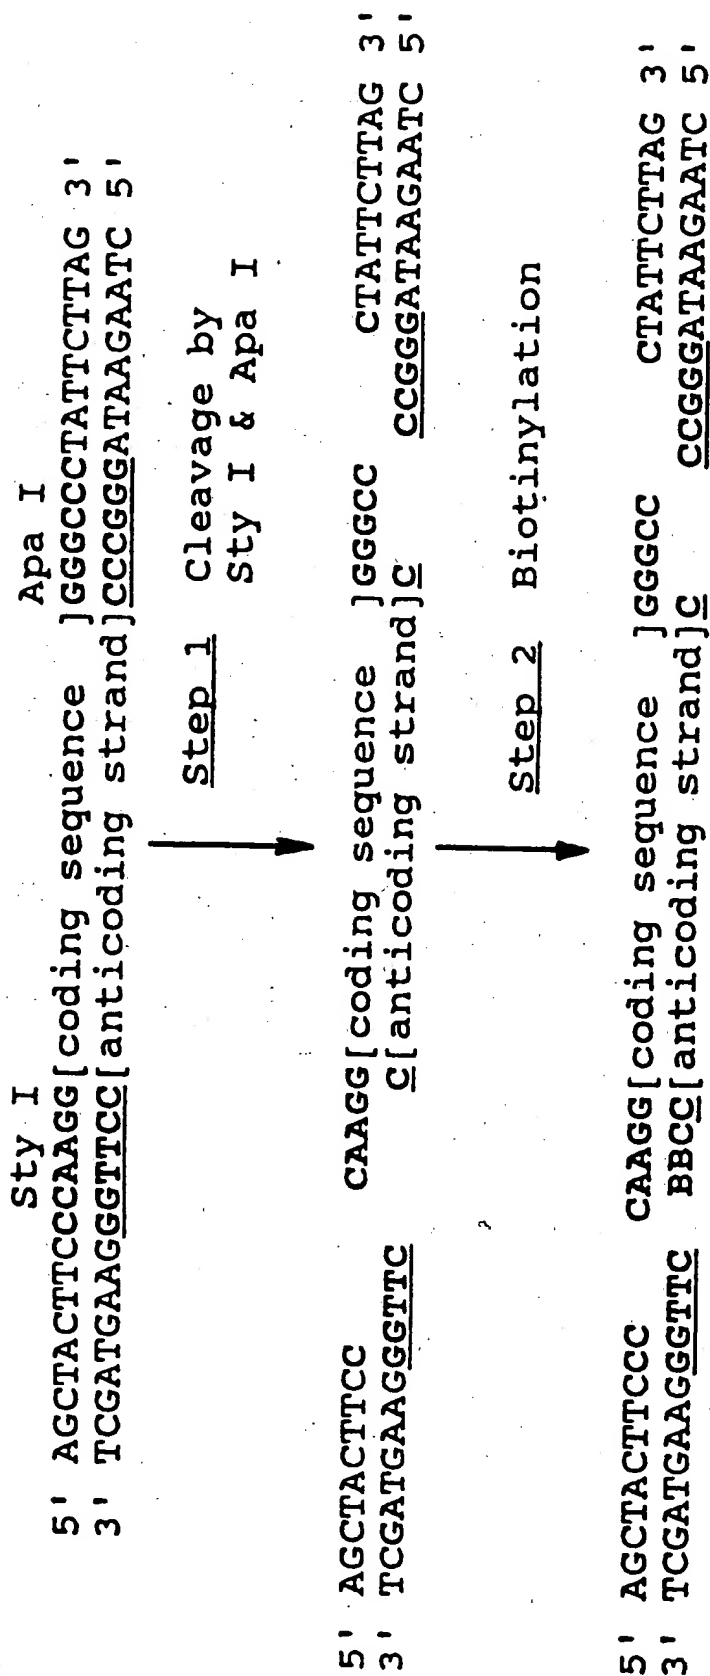 Sty I Apa I
5' AGCTACTTCCCAAGG[coding sequence ]GGGCCCTATTCTTAG 3'
3' TCGATGAAGGGTTCC[anticoding strand]CCCGGGATAAGAATC 5'
Step 1 Cleavage by
Sty I & Apa I
5' AGCTACTTCC CAAGG[coding sequence ]GGGCC CTATTCTTAG 3'
3' TCGATGAAGGGTTC C[anticoding strand]C CCGGGATAAGAATC 5'
Step 2 Biotinylation
5' AGCTACTTCCC CAAGG[coding sequence ]GGGCC CTATTCTTAG 3'
3' TCGATGAAGGGTTC BBCC[anticoding strand]C CCGGGATAAGAATC 5'